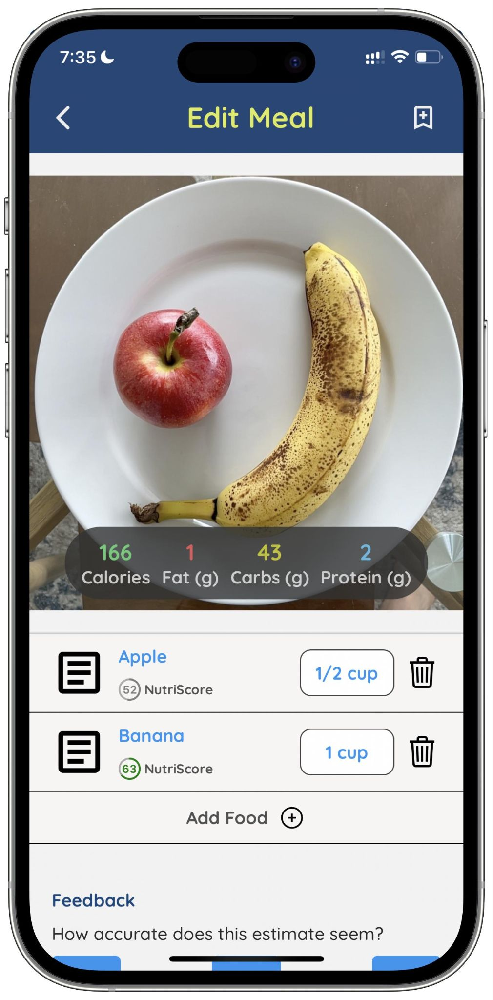 7:35
Edit Meal
166 1 43 2
Calories Fat (g) Carbs (g) Protein (g)
Apple
52 NutriScore
1/2 cup
Banana
63 NutriScore
1 cup
Add Food
Feedback
How accurate does this estimate seem?